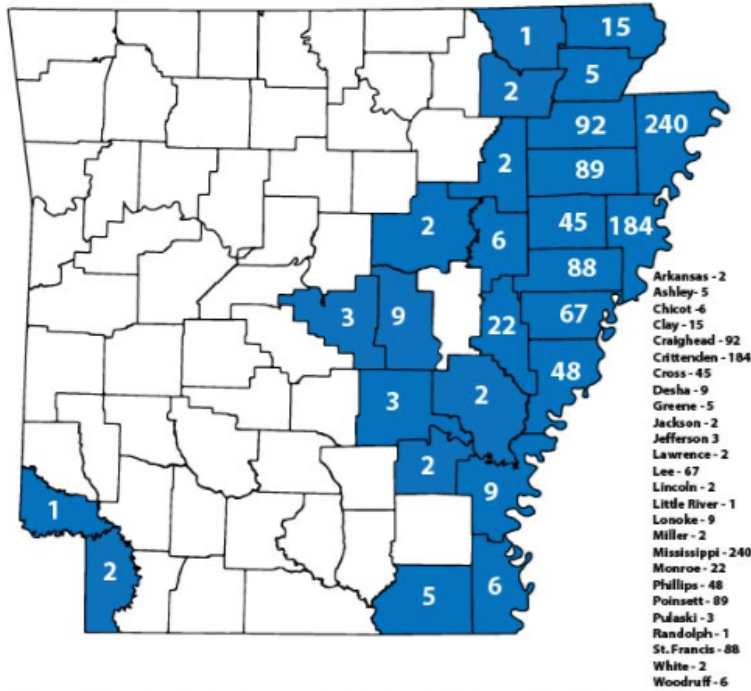 1
15
2
5
92
240
2
89
2
6
45
184
88
3
9
22
67
48
3
2
2
9
1
2
5
6
Arkansas - 2
Ashley- 5
Chicot -6
Clay - 15
Craighead - 92
Crittenden - 184
Cross - 45
Desha - 9
Greene - 5
Jackson - 2
Jefferson 3
Lawrence - 2
Lee - 67
Lincoln - 2
Little River - 1
Lonoke - 9
Miller - 2
Mississippi - 240
Monroe - 22
Phillips - 48
Poinsett - 89
Pulaski - 3
Randolph - 1
St. Francis - 88
White - 2
Woodruff - 6